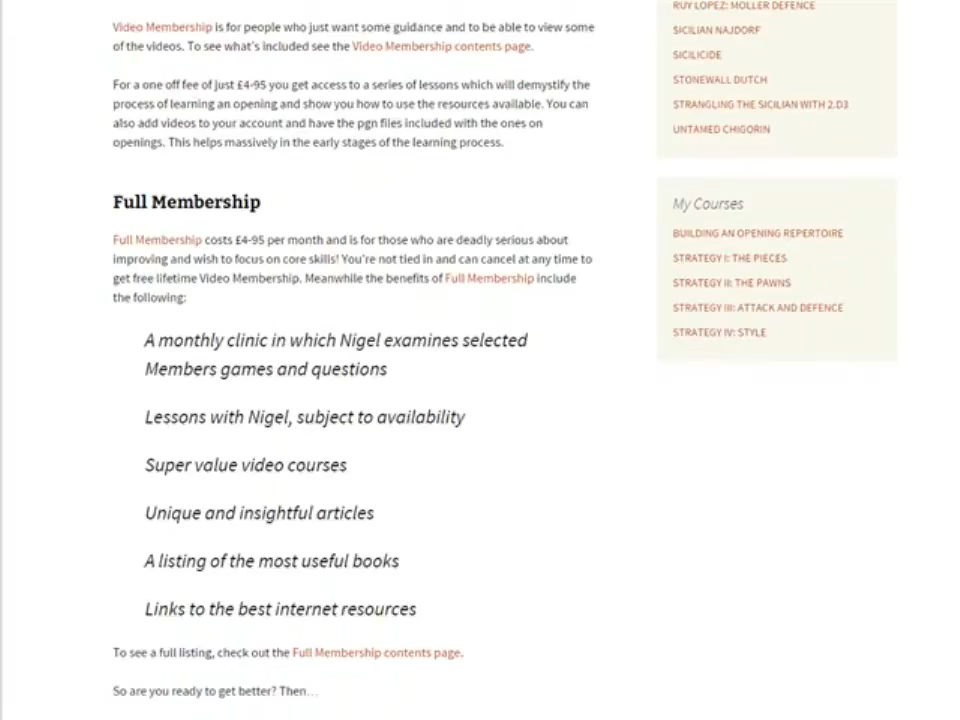 Video Membership is for people who just want some guidance and to be able to view some
of the videos. To see what's included see the Video Membership contents page.
For a one off fee of just £4-95 you get access to a series of lessons which will demystify the
process of learning an opening and show you how to use the resources available. You can
also add videos to your account and have the pgn files included with the ones on
openings. This helps massively in the early stages of the learning process.
Full Membership
Full Membership costs £4-95 per month and is for those who are deadly serious about
improving and wish to focus on core skills! You're not tied in and can cancel at any time to
get free lifetime Video Membership. Meanwhile the benefits of Full Membership include
the following:
A monthly clinic in which Nigel examines selected
Members games and questions
Lessons with Nigel, subject to availability
Super value video courses
Unique and insightful articles
A listing of the most useful books
Links to the best internet resources
To see a full listing, check out the Full Membership contents page.
So are you ready to get better? Then...
RUY LOPEZ: MOLLER DEFENCE
SICILIAN NAJDORF
SICILICIDE
STONEWALL DUTCH
STRANGLING THE SICILIAN WITH 2.D3
UNTAMED CHIGORIN
My Courses
BUILDING AN OPENING REPERTOIRE
STRATEGY I: THE PIECES
STRATEGY II: THE PAWNS
STRATEGY III: ATTACK AND DEFENCE
STRATEGY IV: STYLE